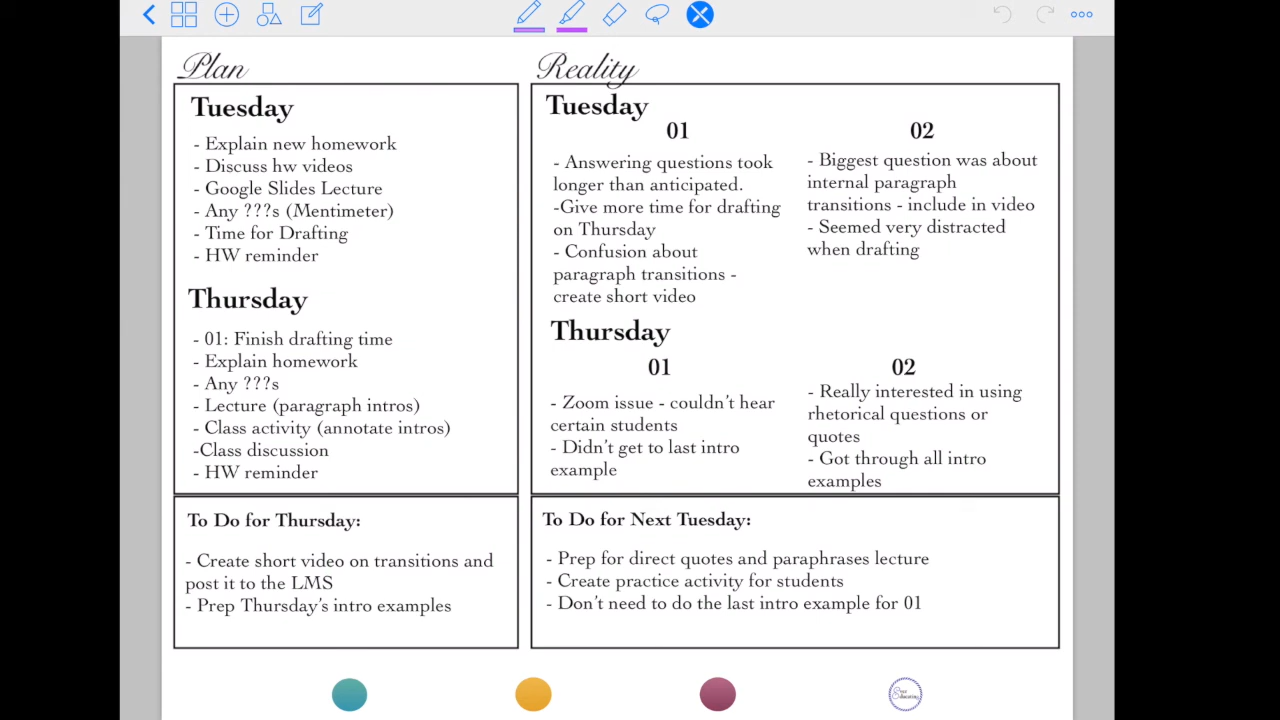 Plan
Tuesday
- Explain new homework
- Discuss hw videos
- Google Slides Lecture
- Any ???s (Mentimeter)
- Time for Drafting
- HW reminder
Thursday
- 01: Finish drafting time
- Explain homework
- Any ???s
- Lecture (paragraph intros)
- Class activity (annotate intros)
-Class discussion
- HW reminder
To Do for Thursday:
- Create short video on transitions and
post it to the LMS
- Prep Thursday's intro examples
Reality
Tuesday
01
- Answering questions took
longer than anticipated.
-Give more time for drafting
on Thursday
- Confusion about
paragraph transitions -
create short video
02
- Biggest question was about
internal paragraph
transitions - include in video
- Seemed very distracted
when drafting
Thursday
01
- Zoom issue - couldn't hear
certain students
- Didn't get to last intro
example
02
- Really interested in using
rhetorical questions or
quotes
- Got through all intro
examples
To Do for Next Tuesday:
- Prep for direct quotes and paraphrases lecture
- Create practice activity for students
- Don't need to do the last intro example for 01